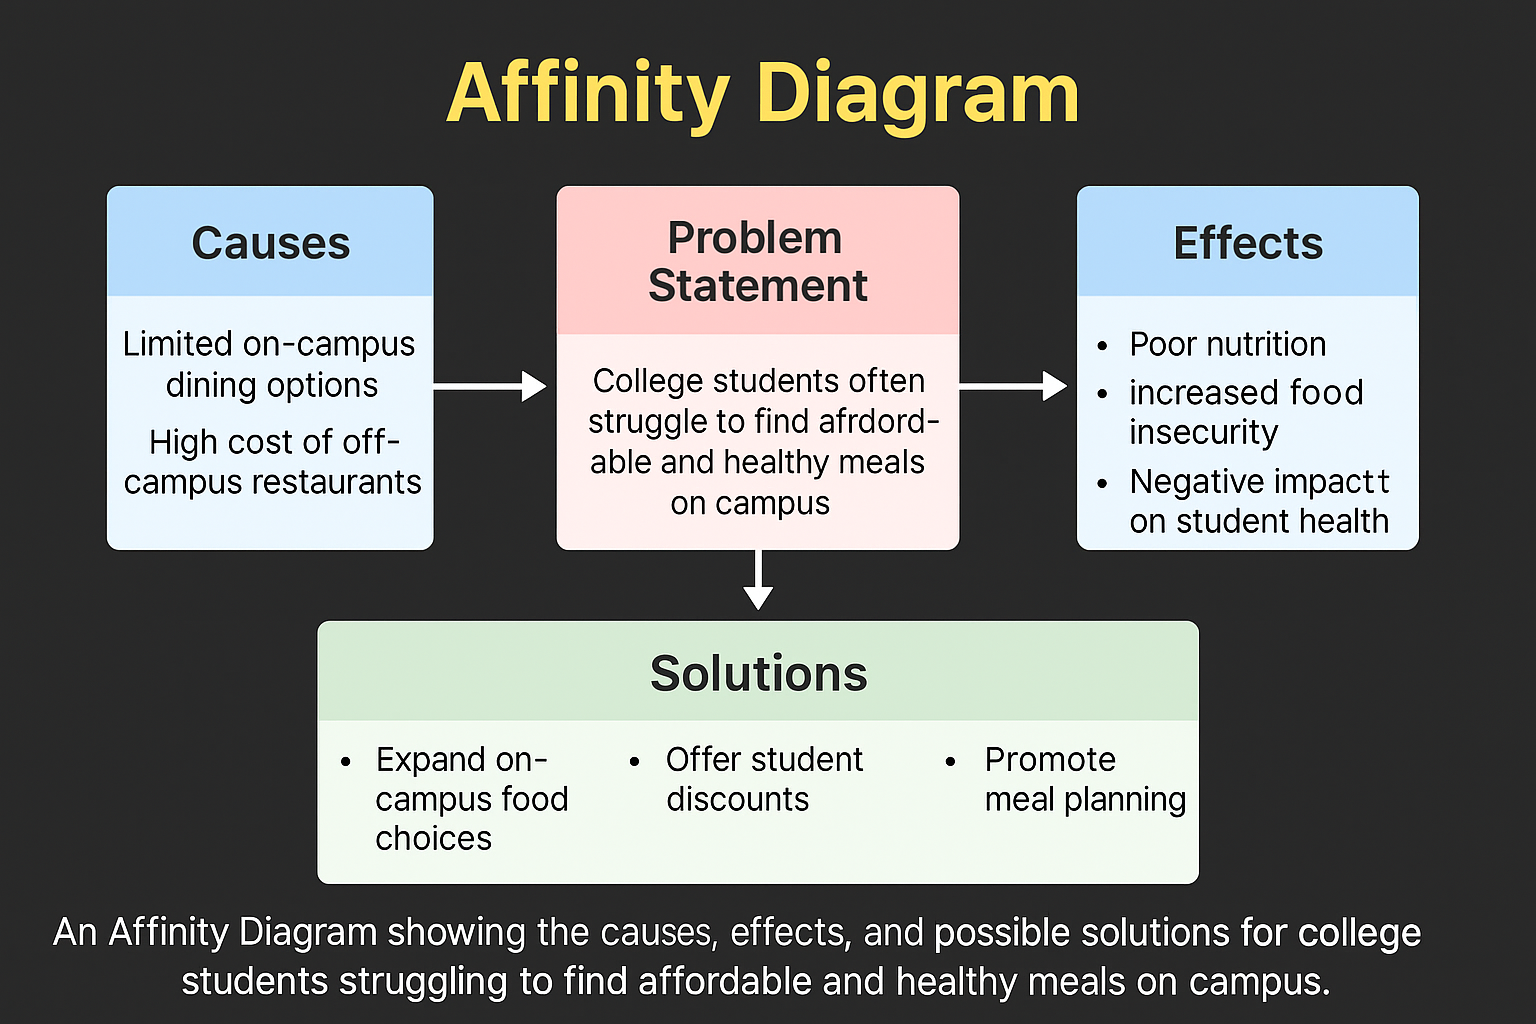 Affinity Diagram
Causes
Limited on-campus
dining options
High cost of off-
campus restaurants
Problem
Statement
College students often
struggle to find afrdord-
able and healthy meals
on campus
Effects
• Poor nutrition
• increased food
insecurity
• Negative impactt
on student health
Solutions
• Expand on-
campus food
choices
• Offer student
discounts
• Promote
meal planning
An Affinity Diagram showing the causes, effects, and possible solutions for college
students struggling to find affordable and healthy meals on campus.